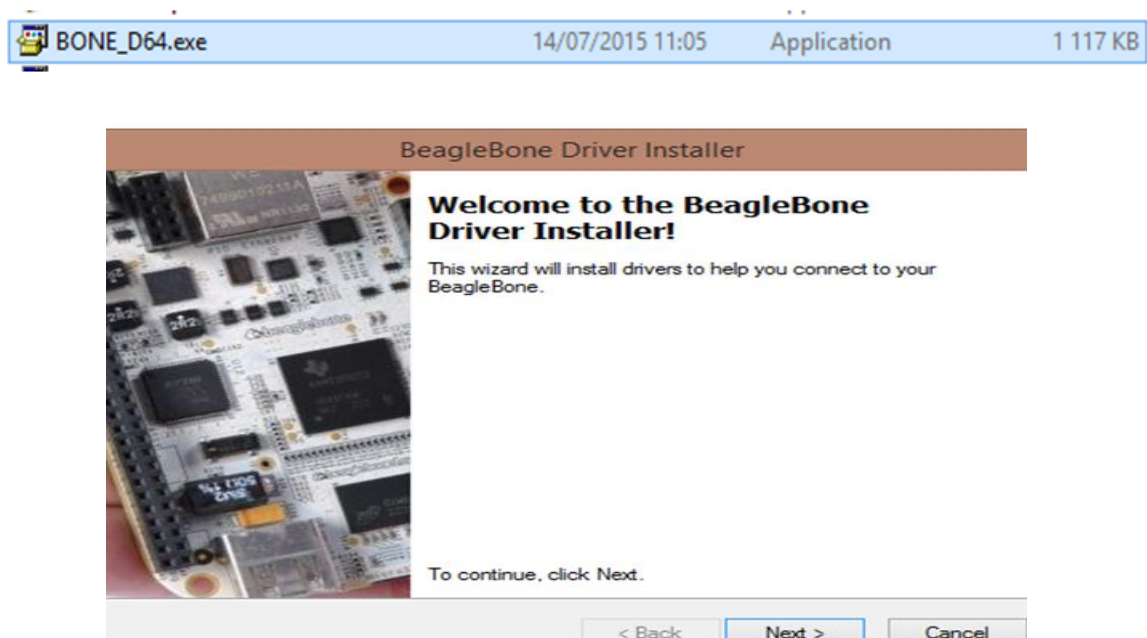 BONE_D64.exe 14/07/2015 11:05 Application 1 117 KB
BeagleBone Driver Installer
Welcome to the BeagleBone
Driver Installer!
This wizard will install drivers to help you connect to your
BeagleBone.
To continue, click Next.
< Back Next > Cancel